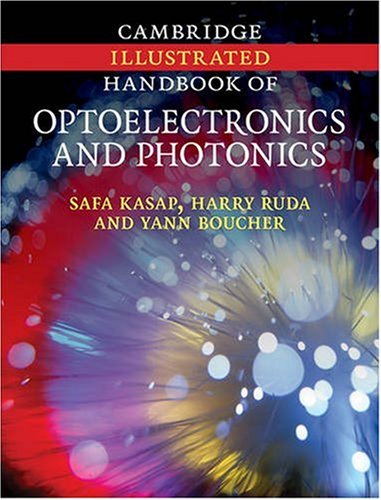 CAMBRIDGE
ILLUSTRATED
HANDBOOK OF
OPTOELECTRONICS
AND PHOTONICS
SAFA KASAP, HARRY RUDA
AND YANN BOUCHER